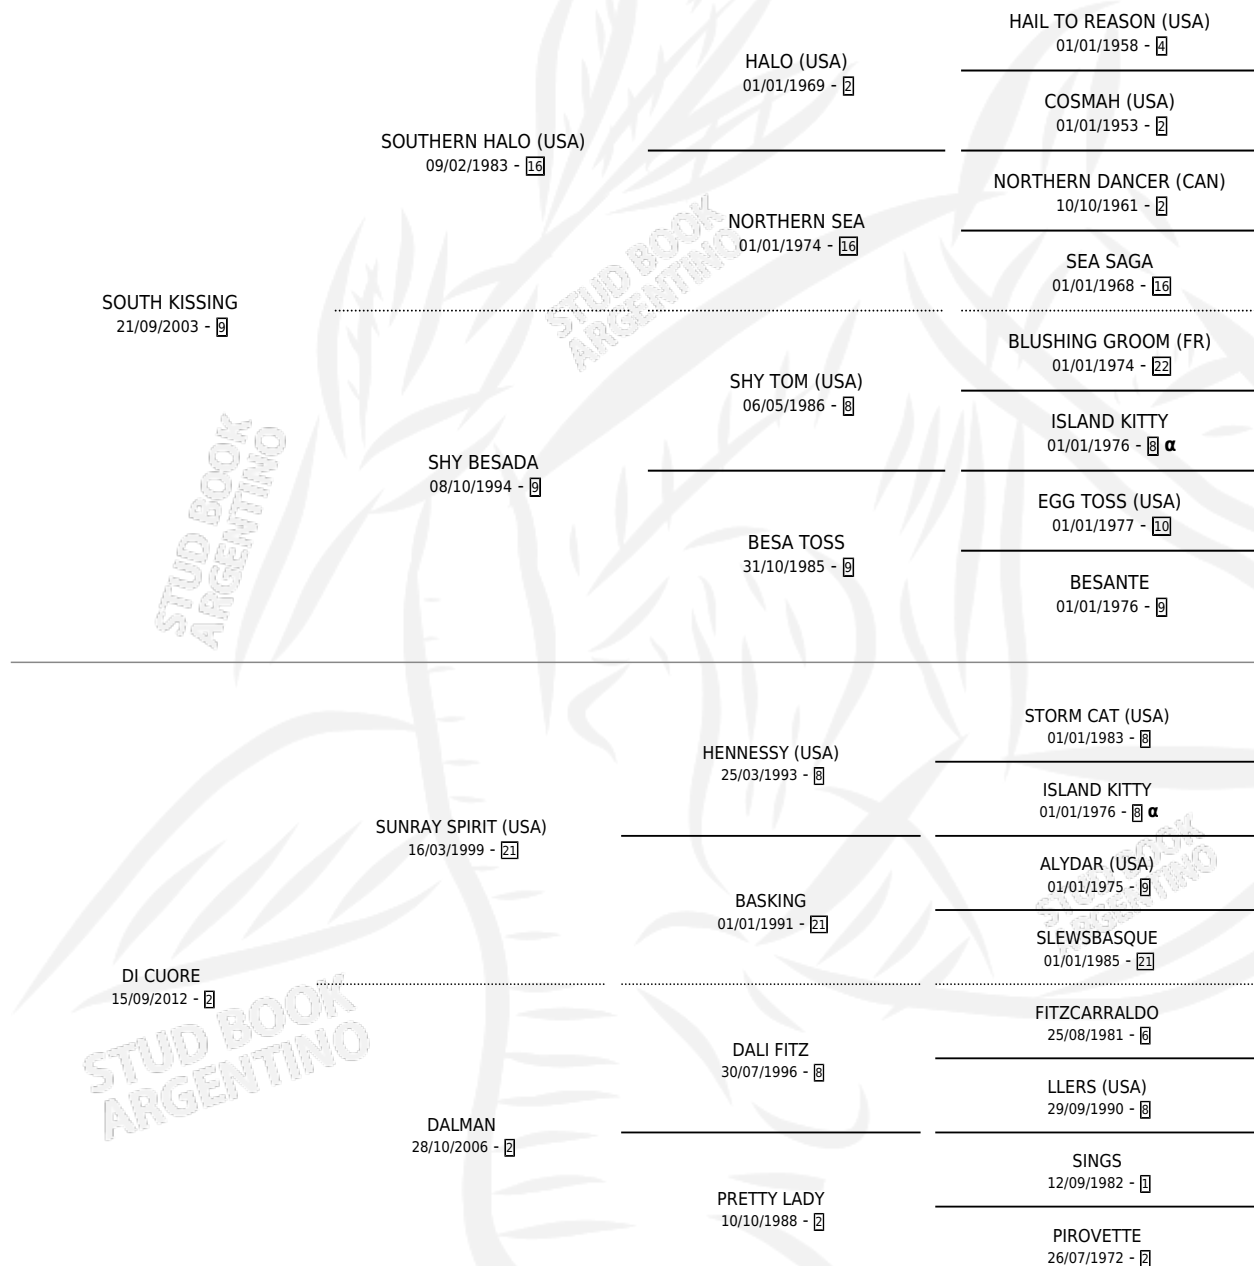 HAIL TO REASON (USA)
01/01/1958 - 4
HALO (USA)
01/01/1969 - 2
COSMAH (USA)
01/01/1953 - 2
SOUTHERN HALO (USA)
09/02/1983 - 16
NORTHERN DANCER (CAN)
10/10/1961 - 2
NORTHERN SEA
01/01/1974 - 16
SEA SAGA
01/01/1968 - 16
SOUTH KISSING
21/09/2003 - 9
BLUSHING GROOM (FR)
01/01/1974 - 22
SHY TOM (USA)
06/05/1986 - 8
ISLAND KITTY
01/01/1976 - 8 α
SHY BESADA
08/10/1994 - 9
EGG TOSS (USA)
01/01/1977 - 10
BESA TOSS
31/10/1985 - 9
BESANTE
01/01/1976 - 9
STORM CAT (USA)
01/01/1983 - 8
HENNESSY (USA)
25/03/1993 - 8
ISLAND KITTY
01/01/1976 - 8 α
SUNRAY SPIRIT (USA)
16/03/1999 - 21
ALYDAR (USA)
01/01/1975 - 9
BASKING
01/01/1991 - 21
SLEWSBASQUE
01/01/1985 - 21
DI CUORE
15/09/2012 - 2
FITZCARRALDO
25/08/1981 - 6
DALI FITZ
30/07/1996 - 8
LLERS (USA)
29/09/1990 - 8
DALMAN
28/10/2006 - 2
SINGS
12/09/1982 - 1
PRETTY LADY
10/10/1988 - 2
PIROVETTE
26/07/1972 - 2
STUD BOOK
ARGENTINO
STUD BOOK
ARGENTINO
STUD BOOK
ARGENTINO
STUD BOOK
ARGENTINO